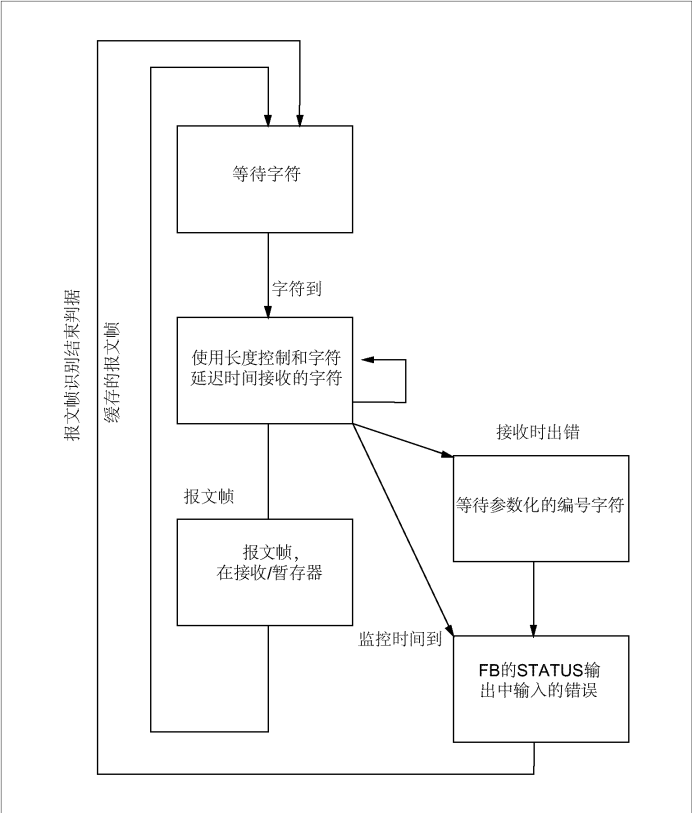 等待字符
字符到
使用长度控制和字符
延迟时间接收的字符
报文帧识别结束判据
缓存的报文帧
接收时出错
报文帧
等待参数化的编号字符
报文帧，
在接收/暂存器
监控时间到
FB的STATUS输
出中输入的错误